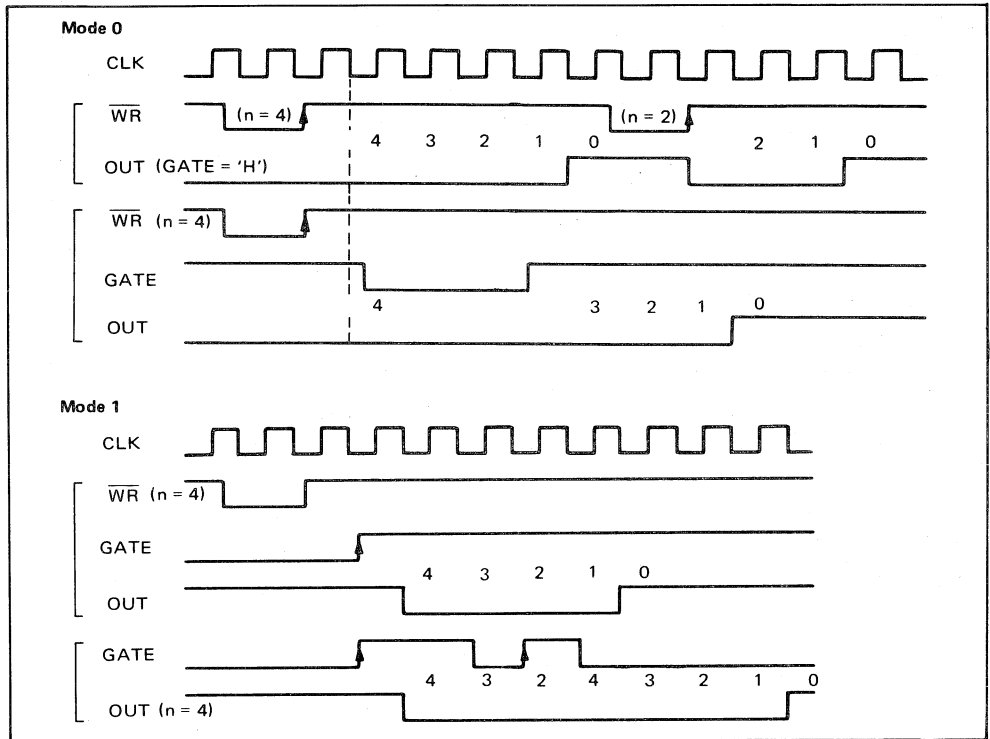 Mode 0
CLK
WR (n = 4) (n = 2)
4 3 2 1 0 2 1 0
OUT (GATE = 'H')
WR (n = 4)
GATE
4 3 2 1 0
OUT
Mode 1
CLK
WR (n = 4)
GATE
4 3 2 1 0
OUT
GATE
4 3 2 4 3 2 1 0
OUT (n = 4)